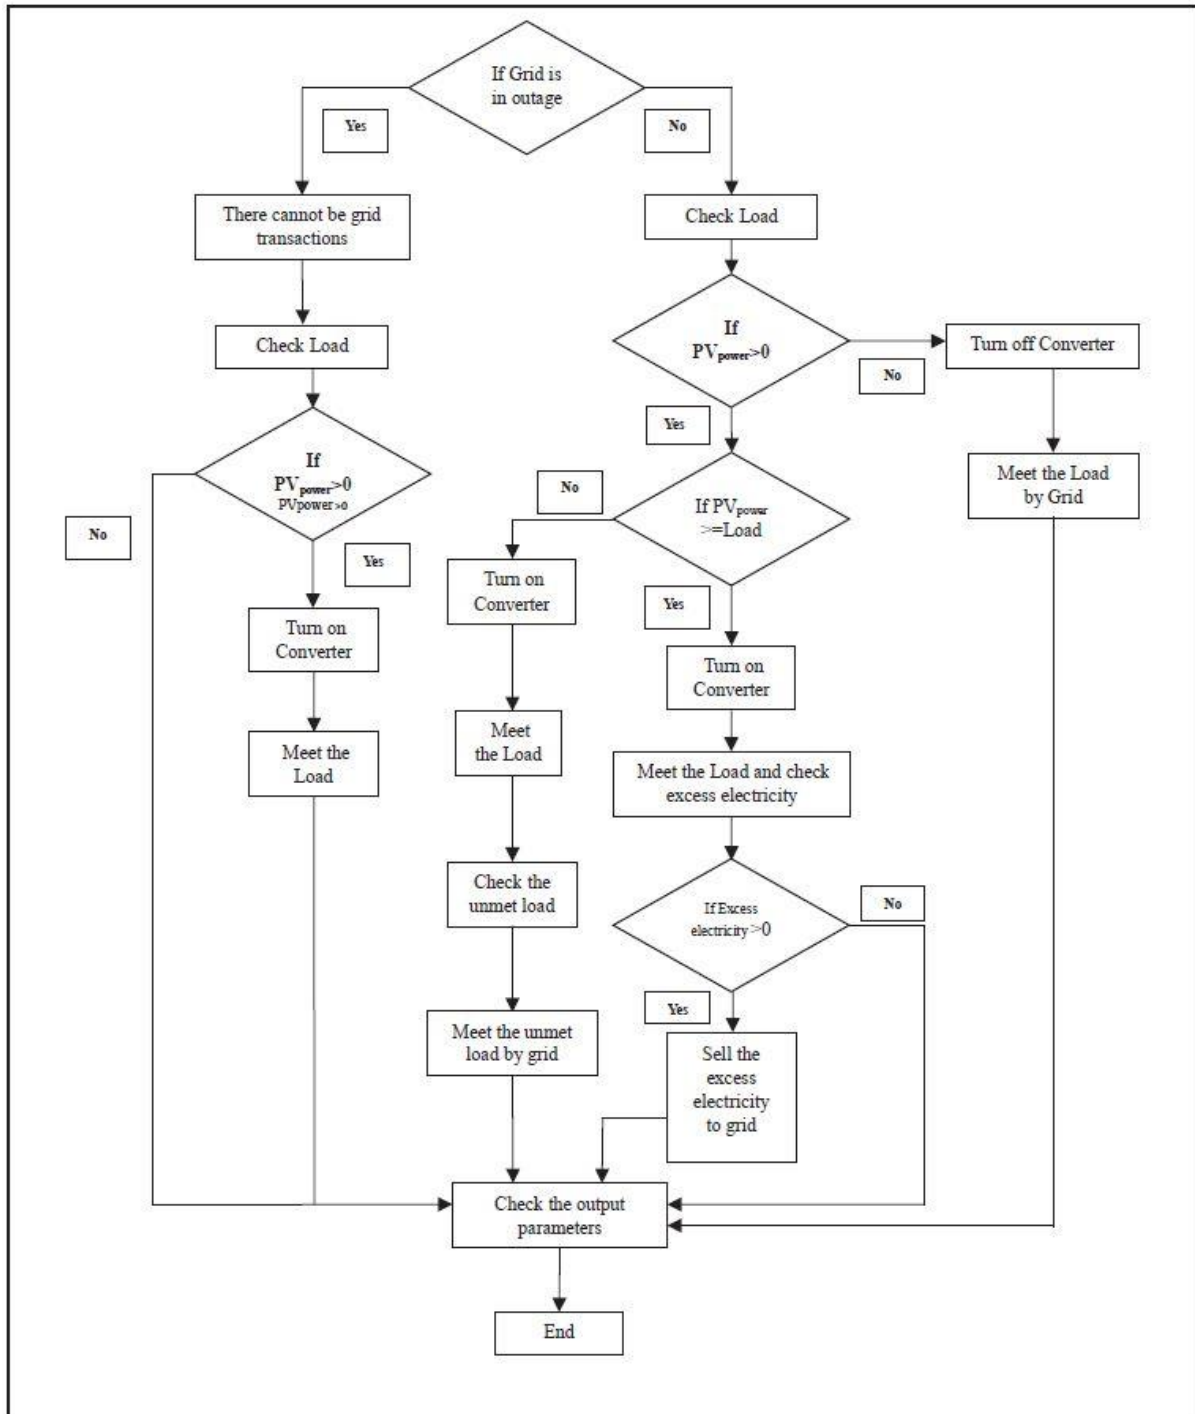 If Grid is
in outage
Yes
No
There cannot be grid
transactions
Check Load
Check Load
If
PVpower>0
No
Turn off Converter
Yes
If
PVpower>0
PVpower>0
No
Yes
Meet the Load
by Grid
No
If PVpower
>=Load
Turn on
Converter
Yes
Turn on
Converter
Turn on
Converter
Meet the
Load
Meet
the Load
Meet the Load and check
excess electricity
Check the
unmet load
If Excess
electricity >0
No
Yes
Meet the unmet
load by grid
Sell the
excess
electricity
to grid
Check the output
parameters
End